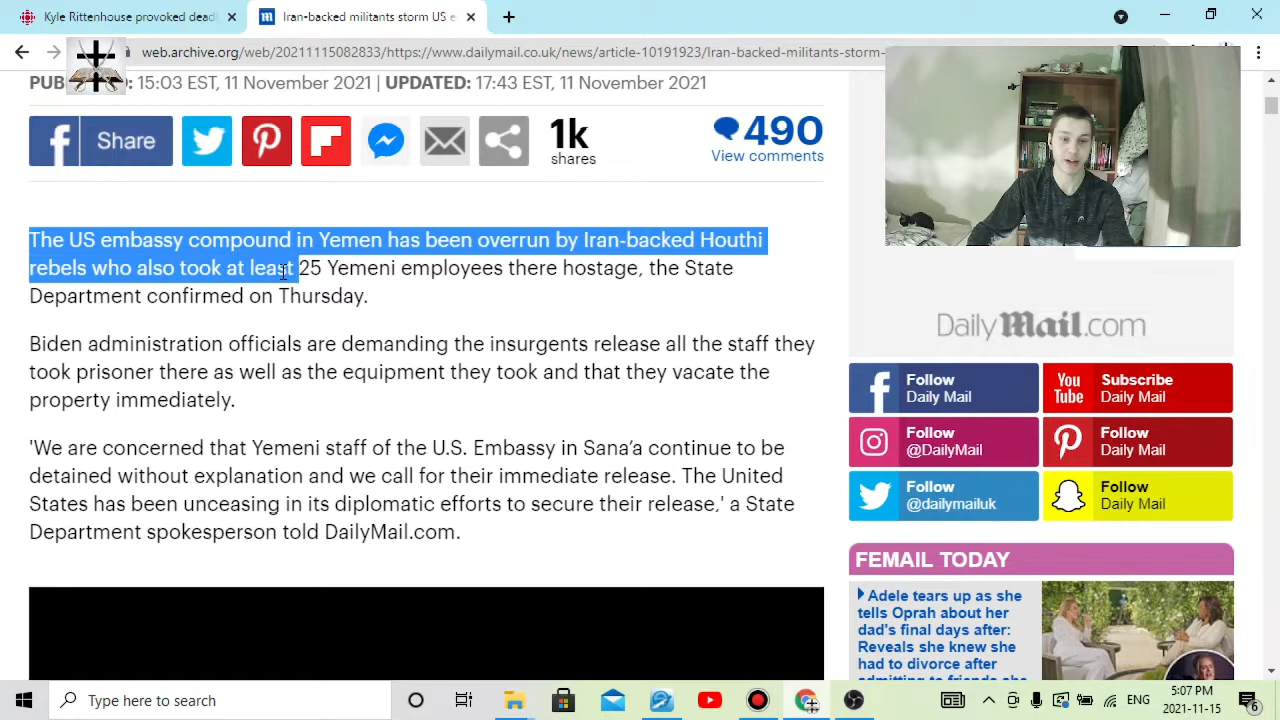 Kyle Rittenhouse provoked dead
Iran-backed militants storm US e
web.archive.org/web/20211115082833/https://www.dailymail.co.uk/news/article-10191923/Iran-backed-militants-storm-
PUB D: 15:03 EST, 11 November 2021 | UPDATED: 17:43 EST, 11 November 2021
Share
1k
shares
490
View comments
The US embassy compound in Yemen has been overrun by Iran-backed Houthi
rebels who also took at least 25 Yemeni employees there hostage, the State
Department confirmed on Thursday.
Biden administration officials are demanding the insurgents release all the staff they
took prisoner there as well as the equipment they took and that they vacate the
property immediately.
'We are concerned that Yemeni staff of the U.S. Embassy in Sana’a continue to be
detained without explanation and we call for their immediate release. The United
States has been unceasing in its diplomatic efforts to secure their release,' a State
Department spokesperson told DailyMail.com.
Daily Mail.com
Follow
Daily Mail
You
Tube
Subscribe
Daily Mail
Follow
@DailyMail
Follow
Daily Mail
Follow
@dailymailuk
Follow
Daily Mail
FEMAIL TODAY
Adele tears up as she
tells Oprah about her
dad's final days after:
Reveals she knew she
had to divorce after
admitting to friends she
Type here to search
ENG
5:07 PM
2021-11-15
6